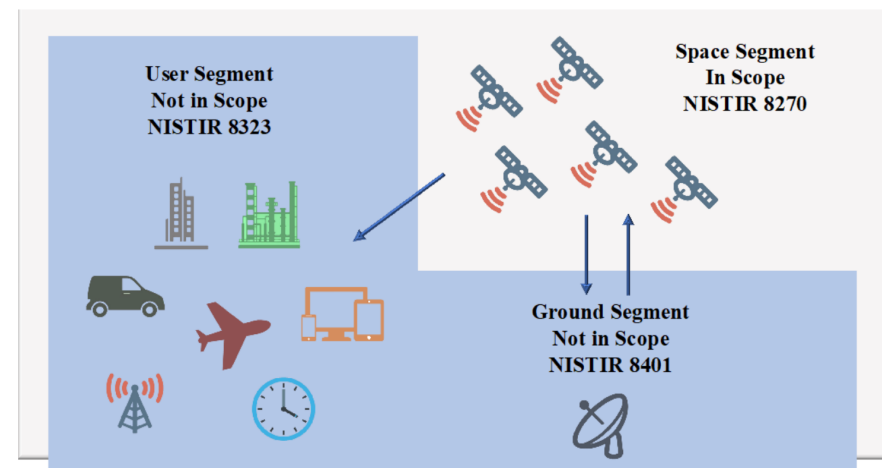 User Segment
Not in Scope
NISTIR 8323
Space Segment
In Scope
NISTIR 8270
Ground Segment
Not in Scope
NISTIR 8401